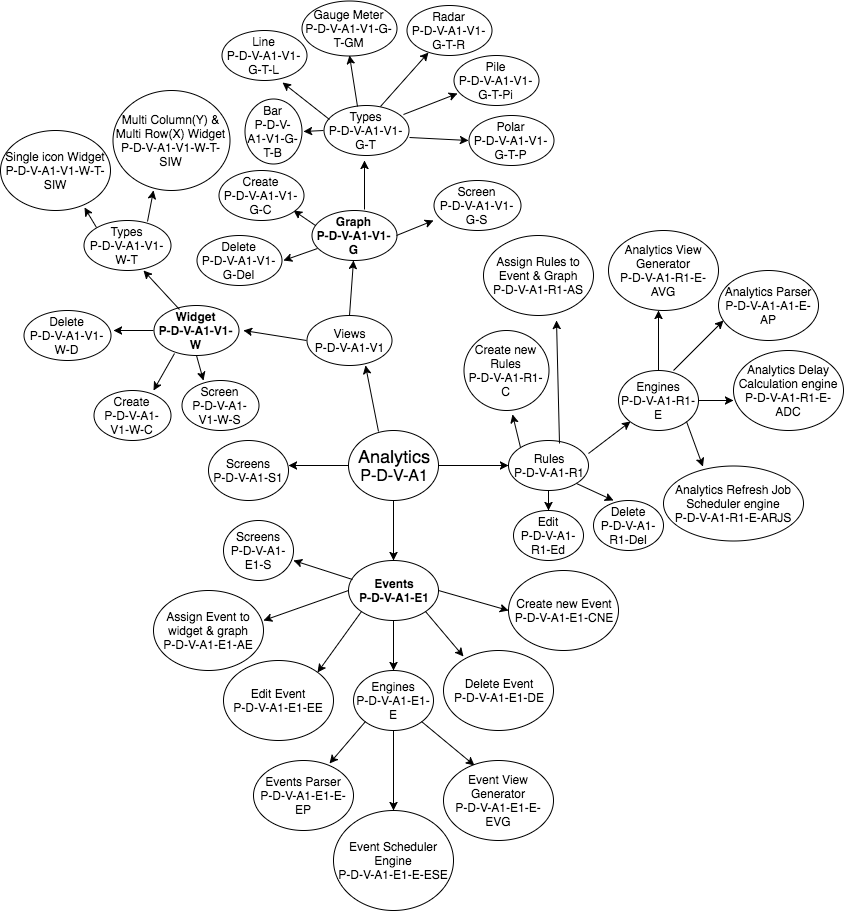 Gauge Meter
P-D-V-A1-V1-G-
T-GM
Radar
P-D-V-A1-V1-
G-T-R
Line
P-D-V-A1-V1-
G-T-L
Pile
P-D-V-A1-V1-
G-T-Pi
Bar
P-D-V-
A1-V1-G-
T-B
Types
P-D-V-A1-V1-
G-T
Polar
P-D-V-A1-V1-
G-T-P
Multi Column(Y) &
Multi Row(X) Widget
P-D-V-A1-V1-W-T-
SIW
Single icon Widget
P-D-V-A1-V1-W-T-
SIW
Create
P-D-V-A1-V1-
G-C
Screen
P-D-V-A1-V1-
G-S
Graph
P-D-V-A1-V1-
G
Delete
P-D-V-A1-V1-
G-Del
Types
P-D-V-A1-V1-
W-T
Assign Rules to
Event & Graph
P-D-V-A1-R1-AS
Analytics View
Generator
P-D-V-A1-R1-E-
AVG
Analytics Parser
P-D-V-A1-A1-E-
AP
Widget
P-D-V-A1-V1-
W
Delete
P-D-V-A1-V1-
W-D
Views
P-D-V-A1-V1
Create new
Rules
P-D-V-A1-R1-
C
Engines
P-D-V-A1-R1-
E
Analytics Delay
Calculation engine
P-D-V-A1-R1-E-
ADC
Create
P-D-V-A1-
V1-W-C
Screen
P-D-V-A1-
V1-W-S
Screens
P-D-V-A1-S1
Analytics
P-D-V-A1
Rules
P-D-V-A1-R1
Analytics Refresh Job
Scheduler engine
P-D-V-A1-R1-E-ARJS
Edit
P-D-V-A1-
R1-Ed
Delete
P-D-V-A1-
R1-Del
Screens
P-D-V-A1-
E1-S
Events
P-D-V-A1-E1
Create new Event
P-D-V-A1-E1-CNE
Assign Event to
widget & graph
P-D-V-A1-E1-AE
Edit Event
P-D-V-A1-E1-EE
Engines
P-D-V-A1-E1-
E
Delete Event
P-D-V-A1-E1-DE
Events Parser
P-D-V-A1-E1-E-
EP
Event View
Generator
P-D-V-A1-E1-E-
EVG
Event Scheduler
Engine
P-D-V-A1-E1-E-ESE